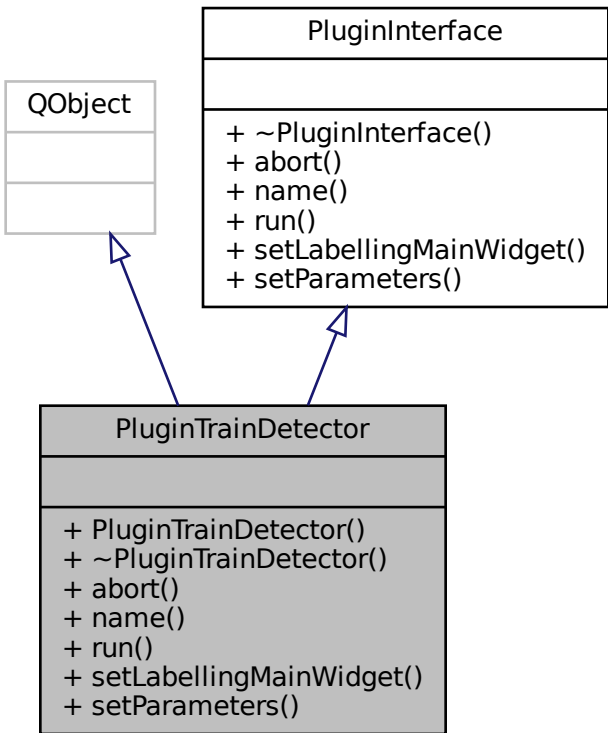 PluginInterface
+ ~PluginInterface()
+ abort()
+ name()
+ run()
+ setLabellingMainWidget()
+ setParameters()
QObject
PluginTrainDetector
+ PluginTrainDetector()
+ ~PluginTrainDetector()
+ abort()
+ name()
+ run()
+ setLabellingMainWidget()
+ setParameters()